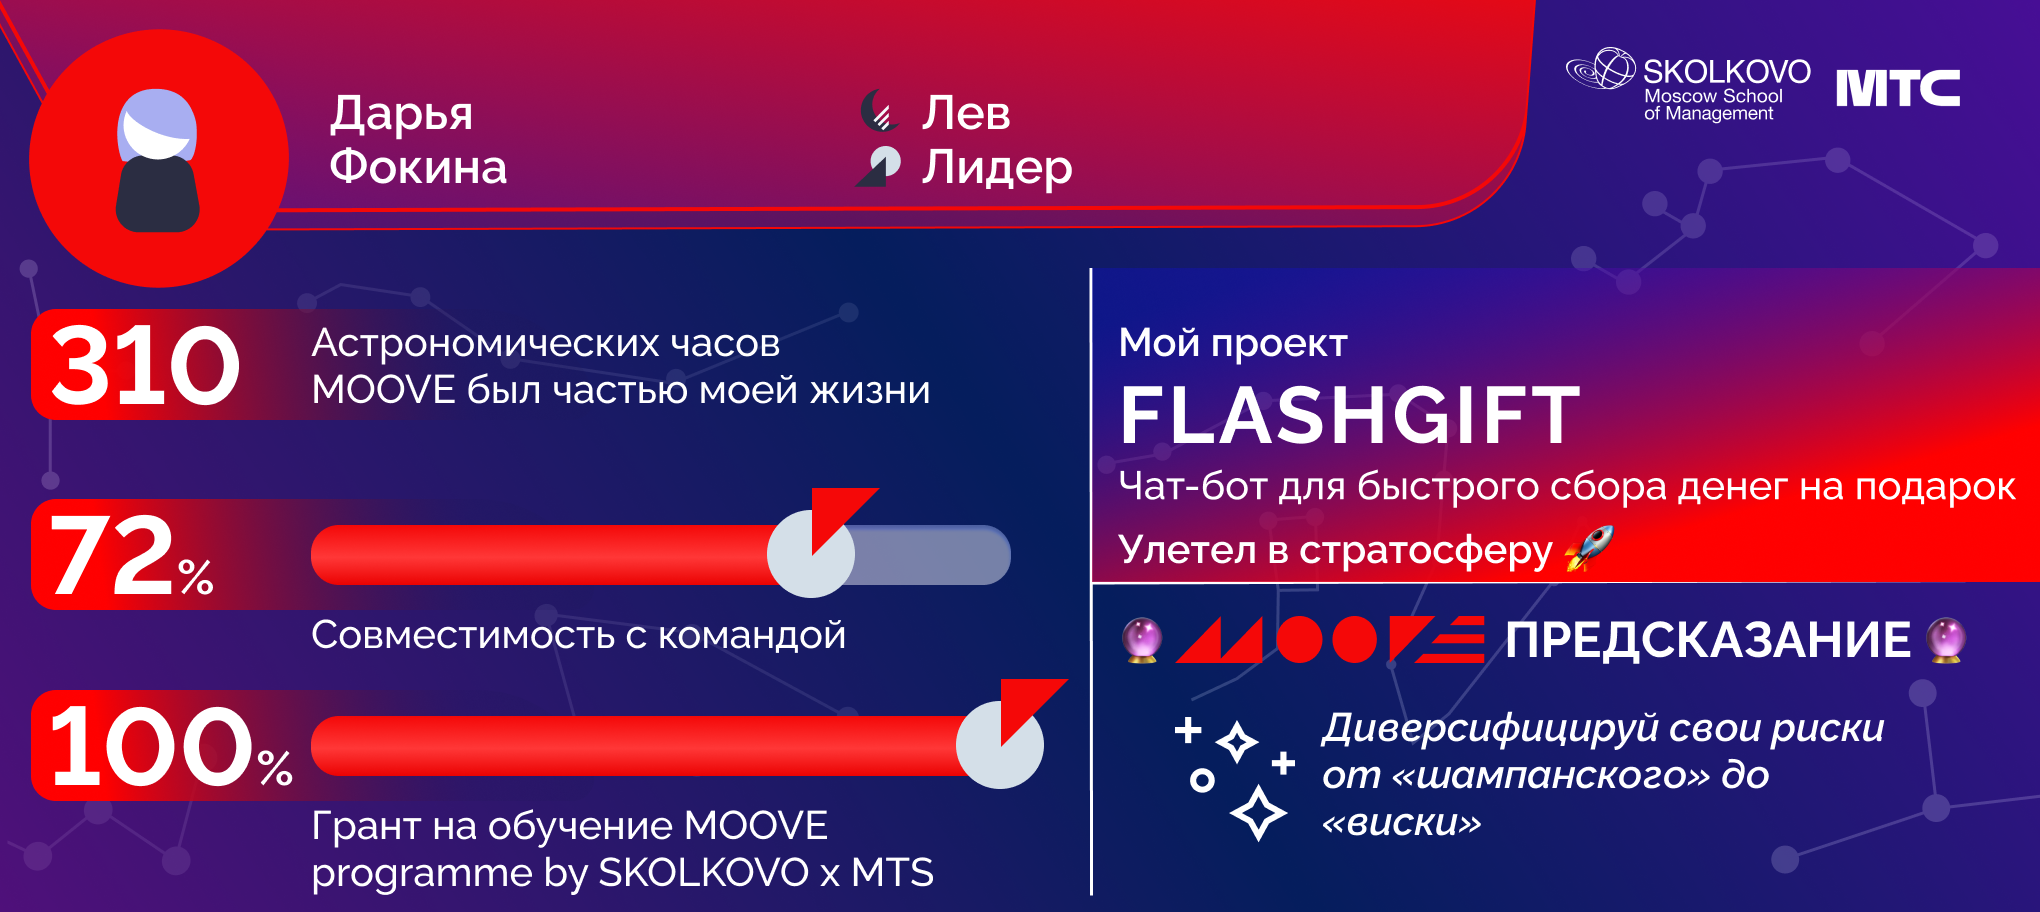 Дарья
Фокина
Лев
Лидер
SKOLKOVO
Moscow School
of Management
МТС
310
Астрономических часов
MOOVE был частью моей жизни
72%
Совместимость с командой
100%
Грант на обучение MOOVE
programme by SKOLKOVO x MTS
Мой проект
FLASHGIFT
Чат-бот для быстрого сбора денег на подарок
Улетел в стратосферу 🚀
🔮 MOOVE ПРЕДСКАЗАНИЕ 🔮
Диверсифицируй свои риски
от «шампанского» до
«виски»